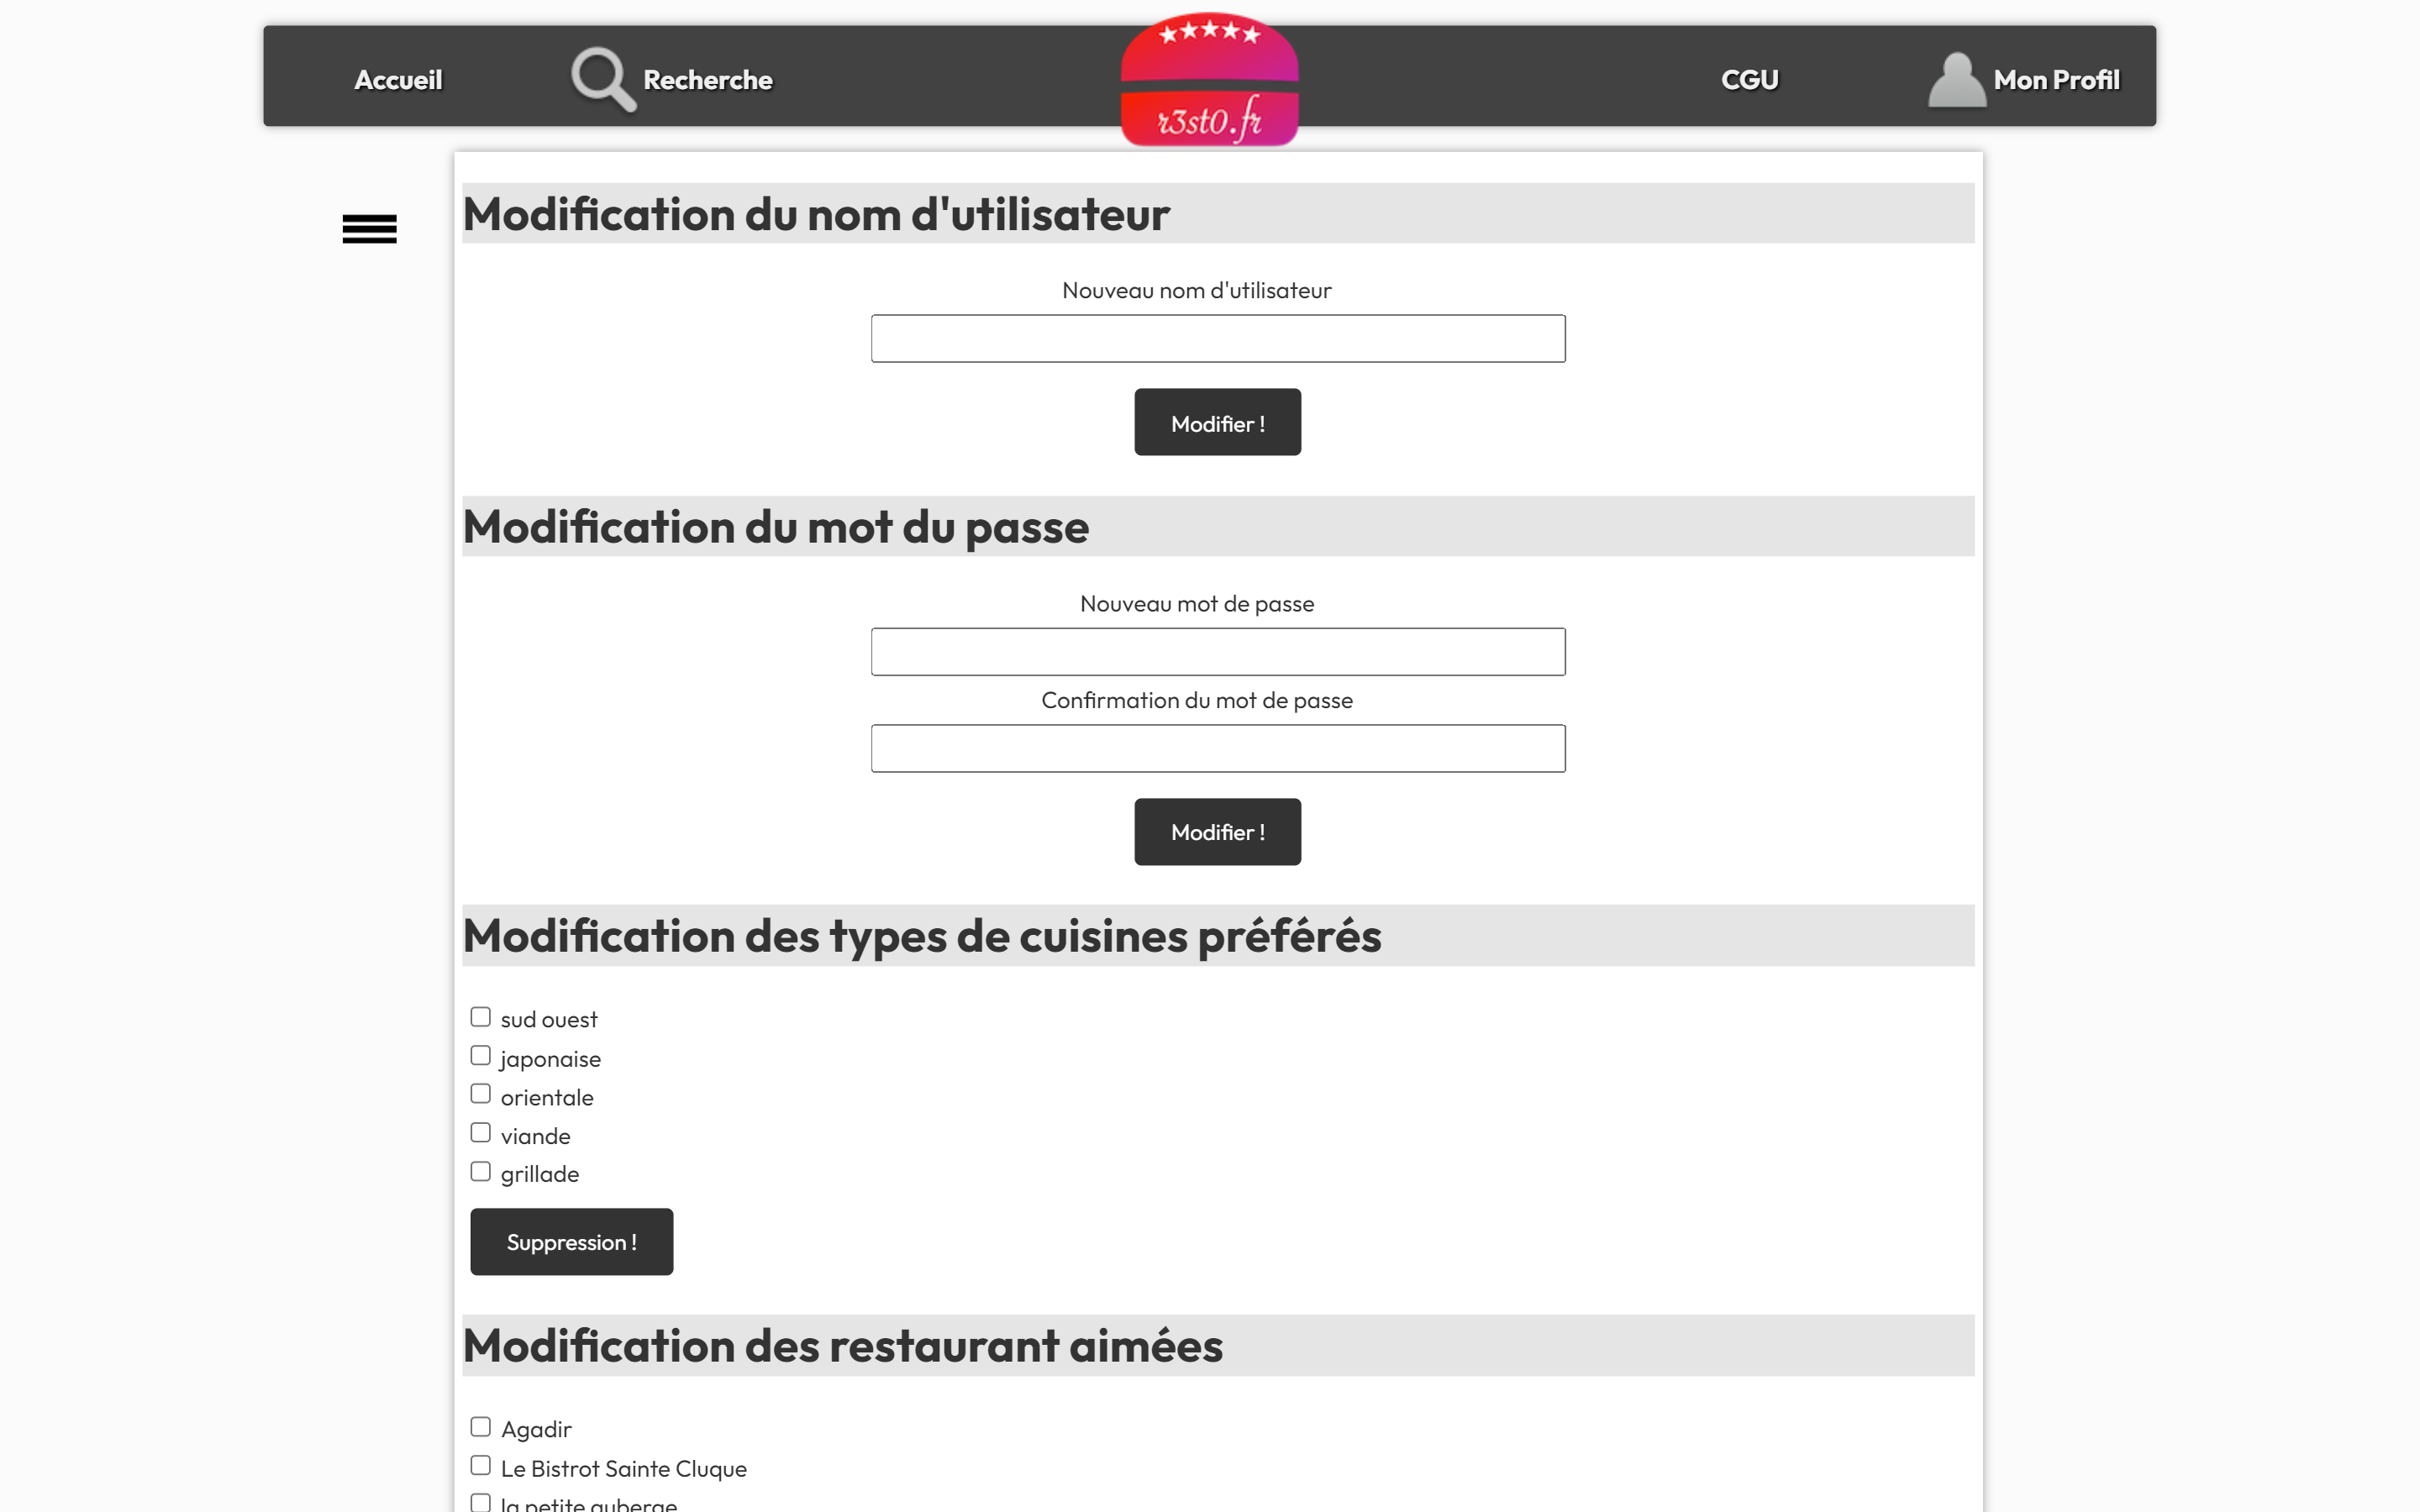 Accueil
Recherche
r3st0.fr
CGU
Mon Profil
Modification du nom d'utilisateur
Nouveau nom d'utilisateur
Modifier !
Modification du mot du passe
Nouveau mot de passe
Confirmation du mot de passe
Modifier !
Modification des types de cuisines préférés
sud ouest
japonaise
orientale
viande
grillade
Suppression !
Modification des restaurant aimées
Agadir
Le Bistrot Sainte Cluque
la petite auberge